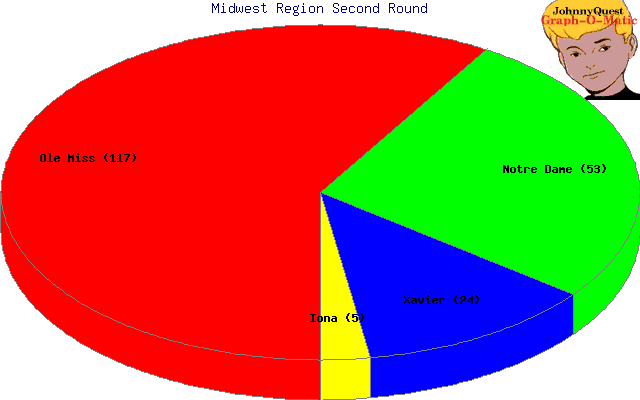 Midwest Region Second Round
JohnnyQuest
Graph-O-Matic
Ole Miss (117)
Notre Dame (53)
Xavier (24)
Iona (5)